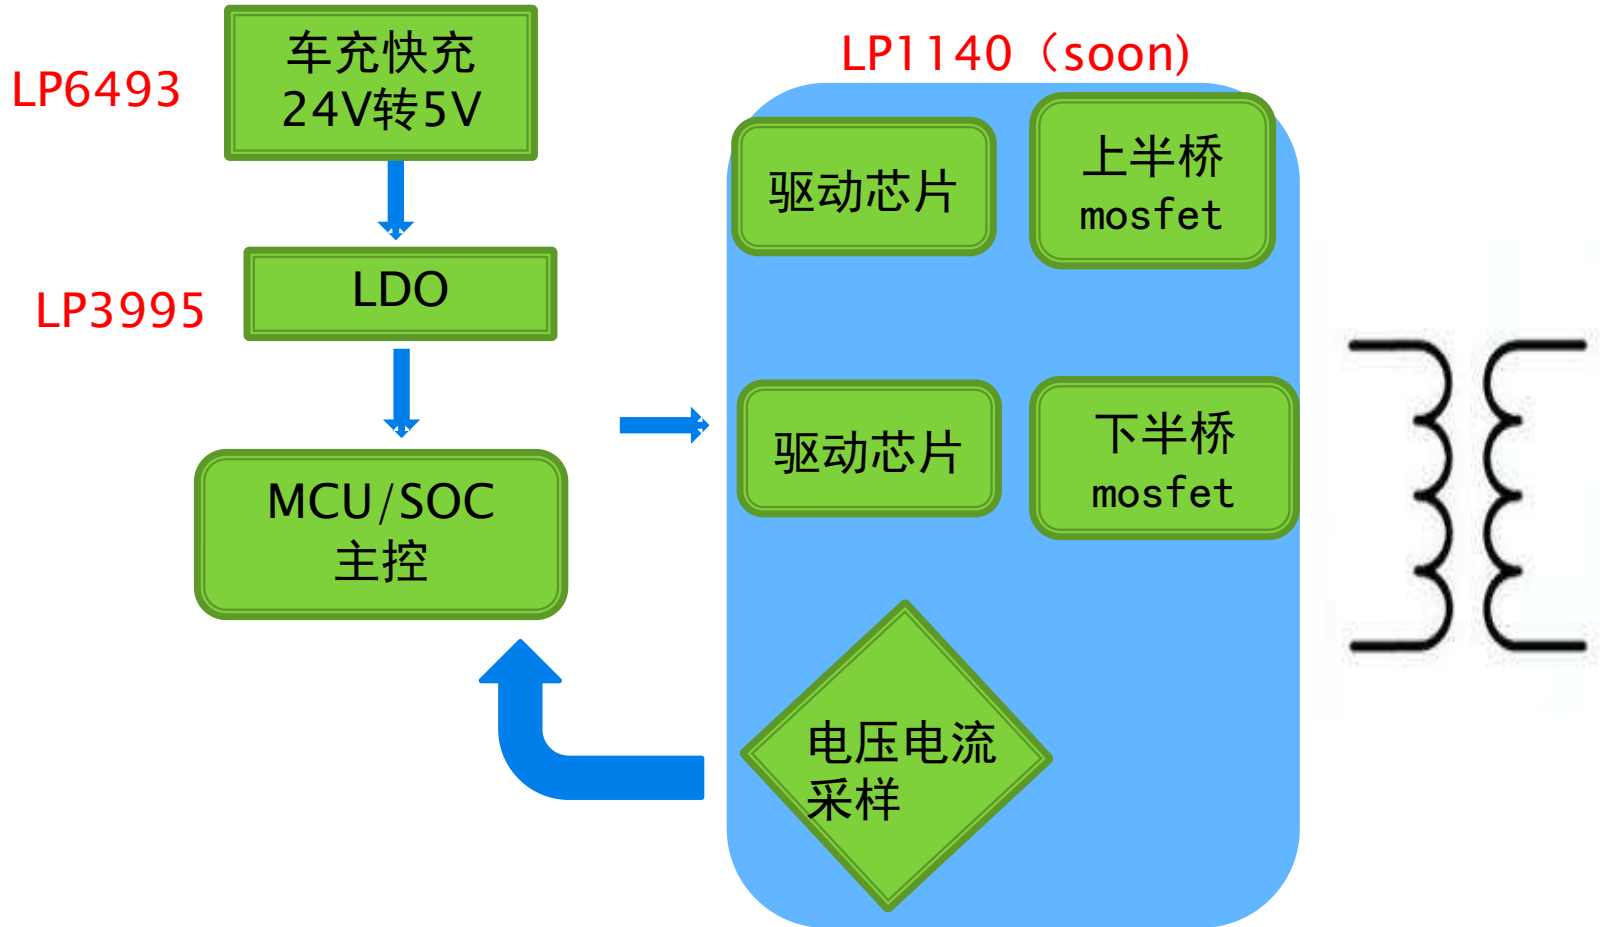 LP6493
车充快充
24V转5V
LP3995
LDO
MCU/SOC
主控
LP1140（soon)
驱动芯片
上半桥
mosfet
驱动芯片
下半桥
mosfet
电压电流
采样